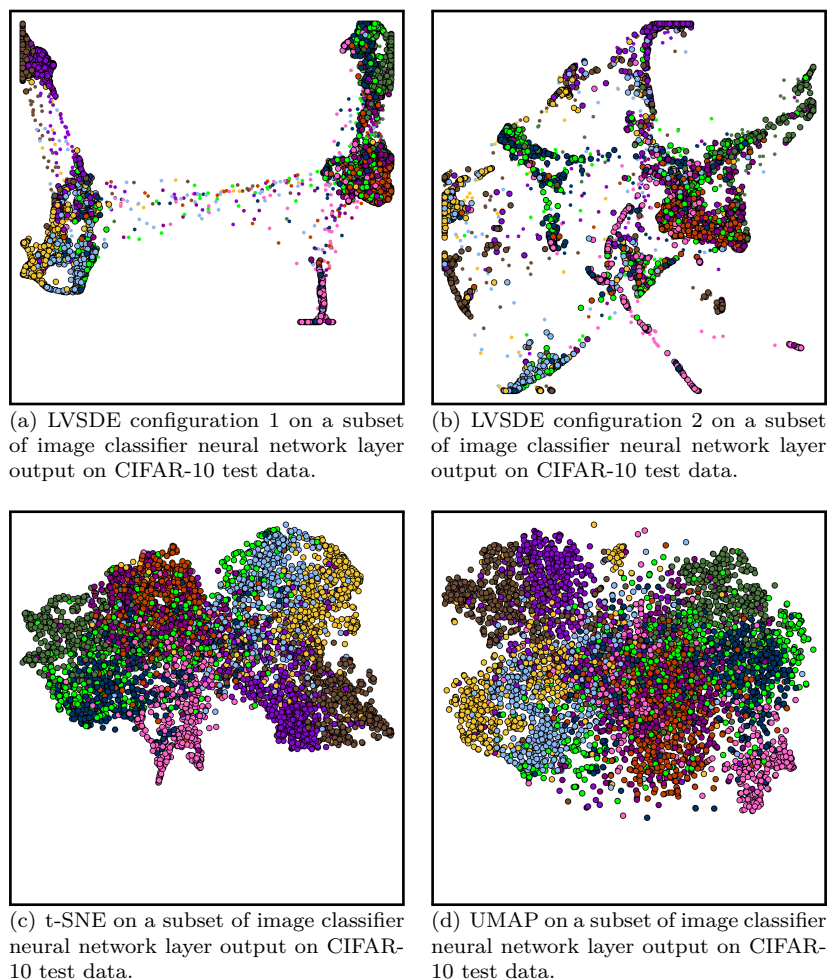 (a) LVSDE configuration 1 on a subset
of image classifier neural network layer
output on CIFAR-10 test data.
(b) LVSDE configuration 2 on a subset
of image classifier neural network layer
output on CIFAR-10 test data.
(c) t-SNE on a subset of image classifier
neural network layer output on CIFAR-
10 test data.
(d) UMAP on a subset of image classifier
neural network layer output on CIFAR-
10 test data.